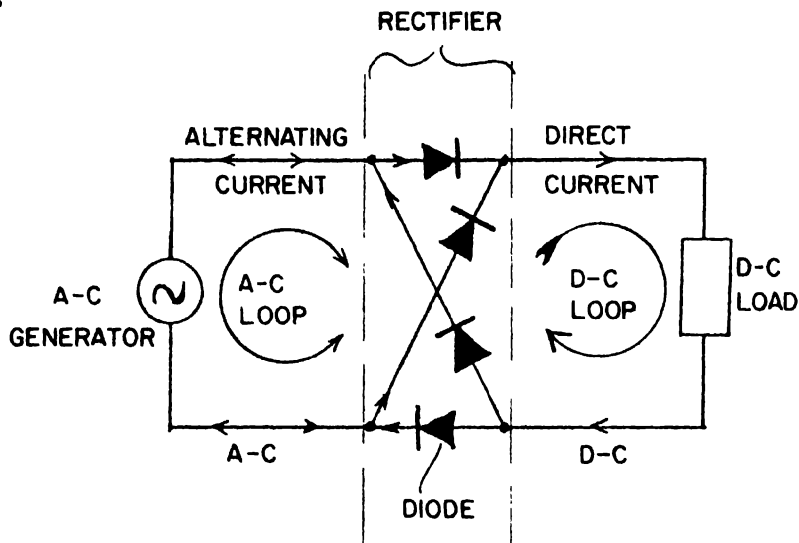 RECTIFIER
ALTERNATING
CURRENT
DIRECT
CURRENT
A-C
GENERATOR
A-C
LOOP
D-C
LOOP
D-C
LOAD
A-C
D-C
DIODE